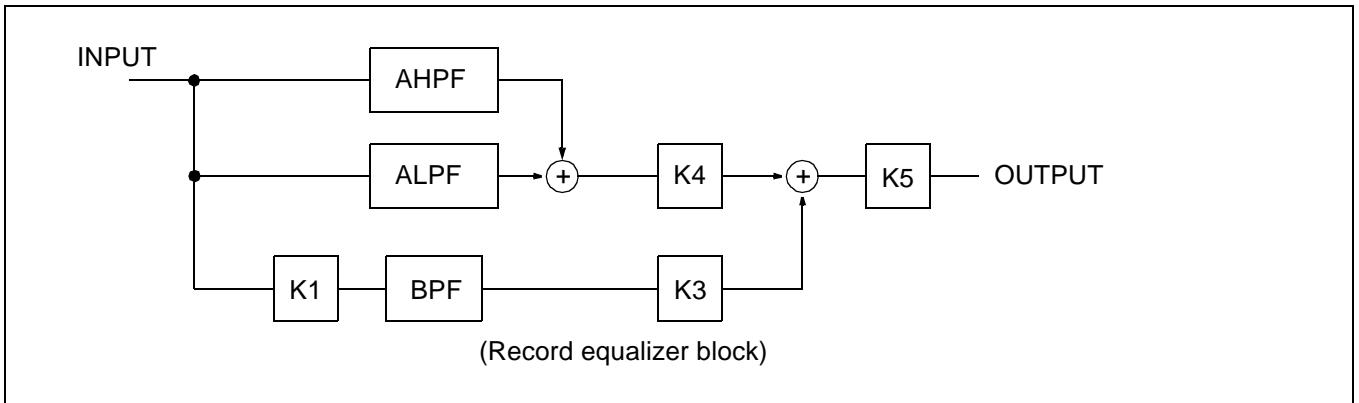 INPUT
AHPF
ALPF
+
K4
+
K5
OUTPUT
K1
BPF
K3
(Record equalizer block)